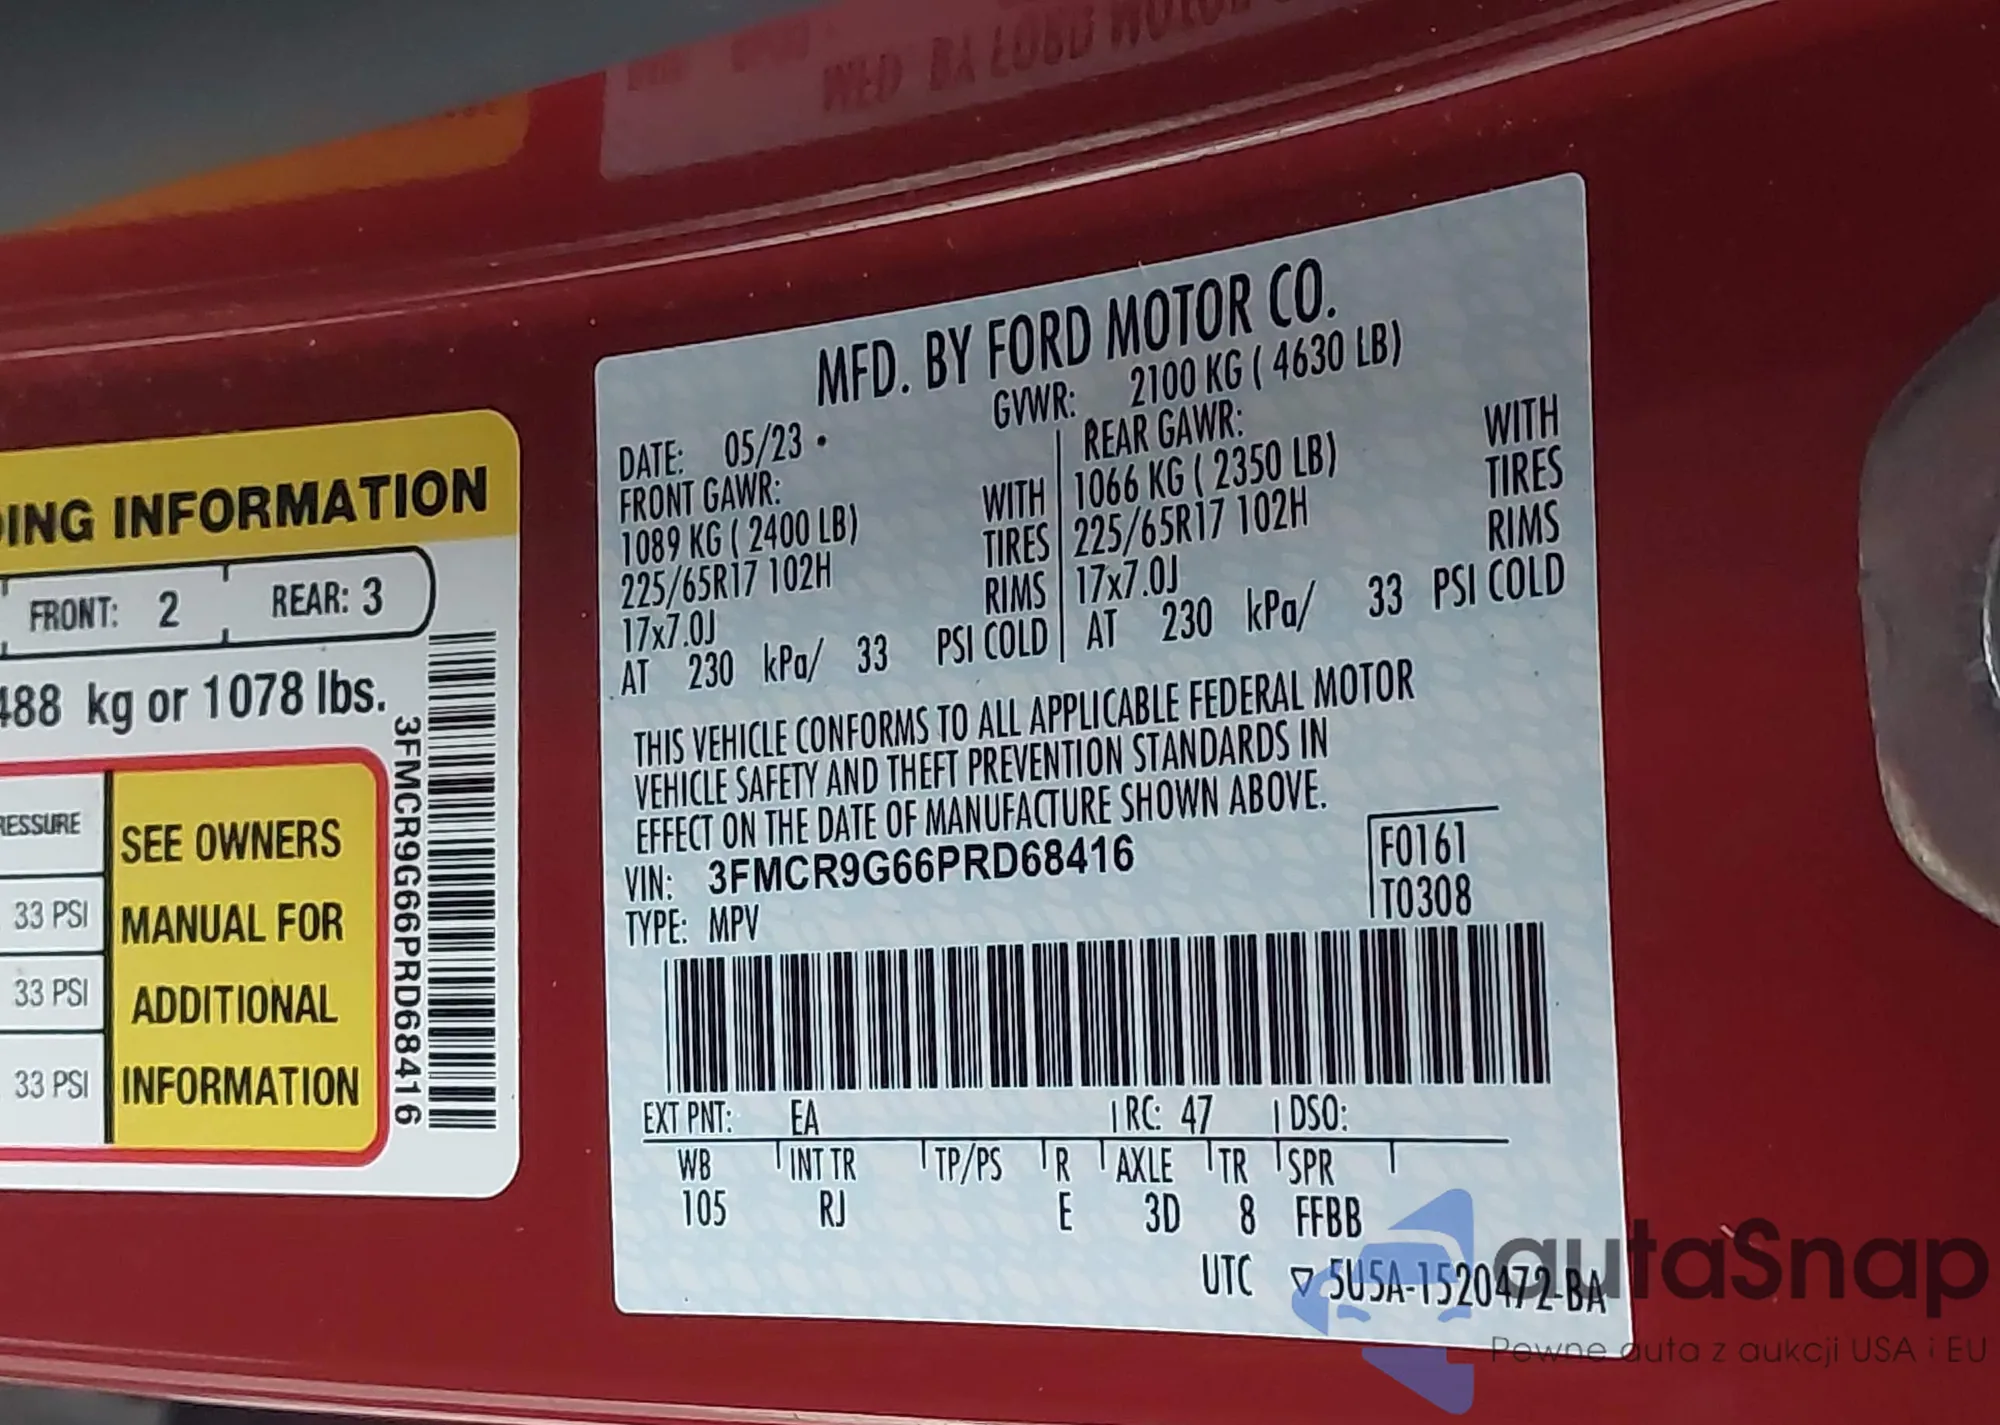 ING INFORMATION
FRONT: 2 REAR: 3
488 kg or 1078 lbs.
RESSURE
33 PSI
33 PSI
33 PSI
SEE OWNERS
MANUAL FOR
ADDITIONAL
INFORMATION
3FMCR9G66PRD68416
MFD. BY FORD MOTOR CO.
DATE: 05/23 • GVWR: 2100 KG ( 4630 LB)
FRONT GAWR: REAR GAWR:
1089 KG ( 2400 LB) WITH 1066 KG ( 2350 LB) WITH
225/65R17 102H TIRES 225/65R17 102H TIRES
17x7.0J RIMS 17x7.0J RIMS
AT 230 kPa/ 33 PSI COLD AT 230 kPa/ 33 PSI COLD
THIS VEHICLE CONFORMS TO ALL APPLICABLE FEDERAL MOTOR
VEHICLE SAFETY AND THEFT PREVENTION STANDARDS IN
EFFECT ON THE DATE OF MANUFACTURE SHOWN ABOVE.
VIN: 3FMCR9G66PRD68416 F0161
TYPE: MPV T0308
EXT PNT: EA RC: 47 DSO:
WB INT TR TP/PS R AXLE TR SPR
105 RJ E 3D 8 FFBB
UTC ▽ 5U5A-1520472-BA
autaSnap
Pewne auta z aukcji USA i EU